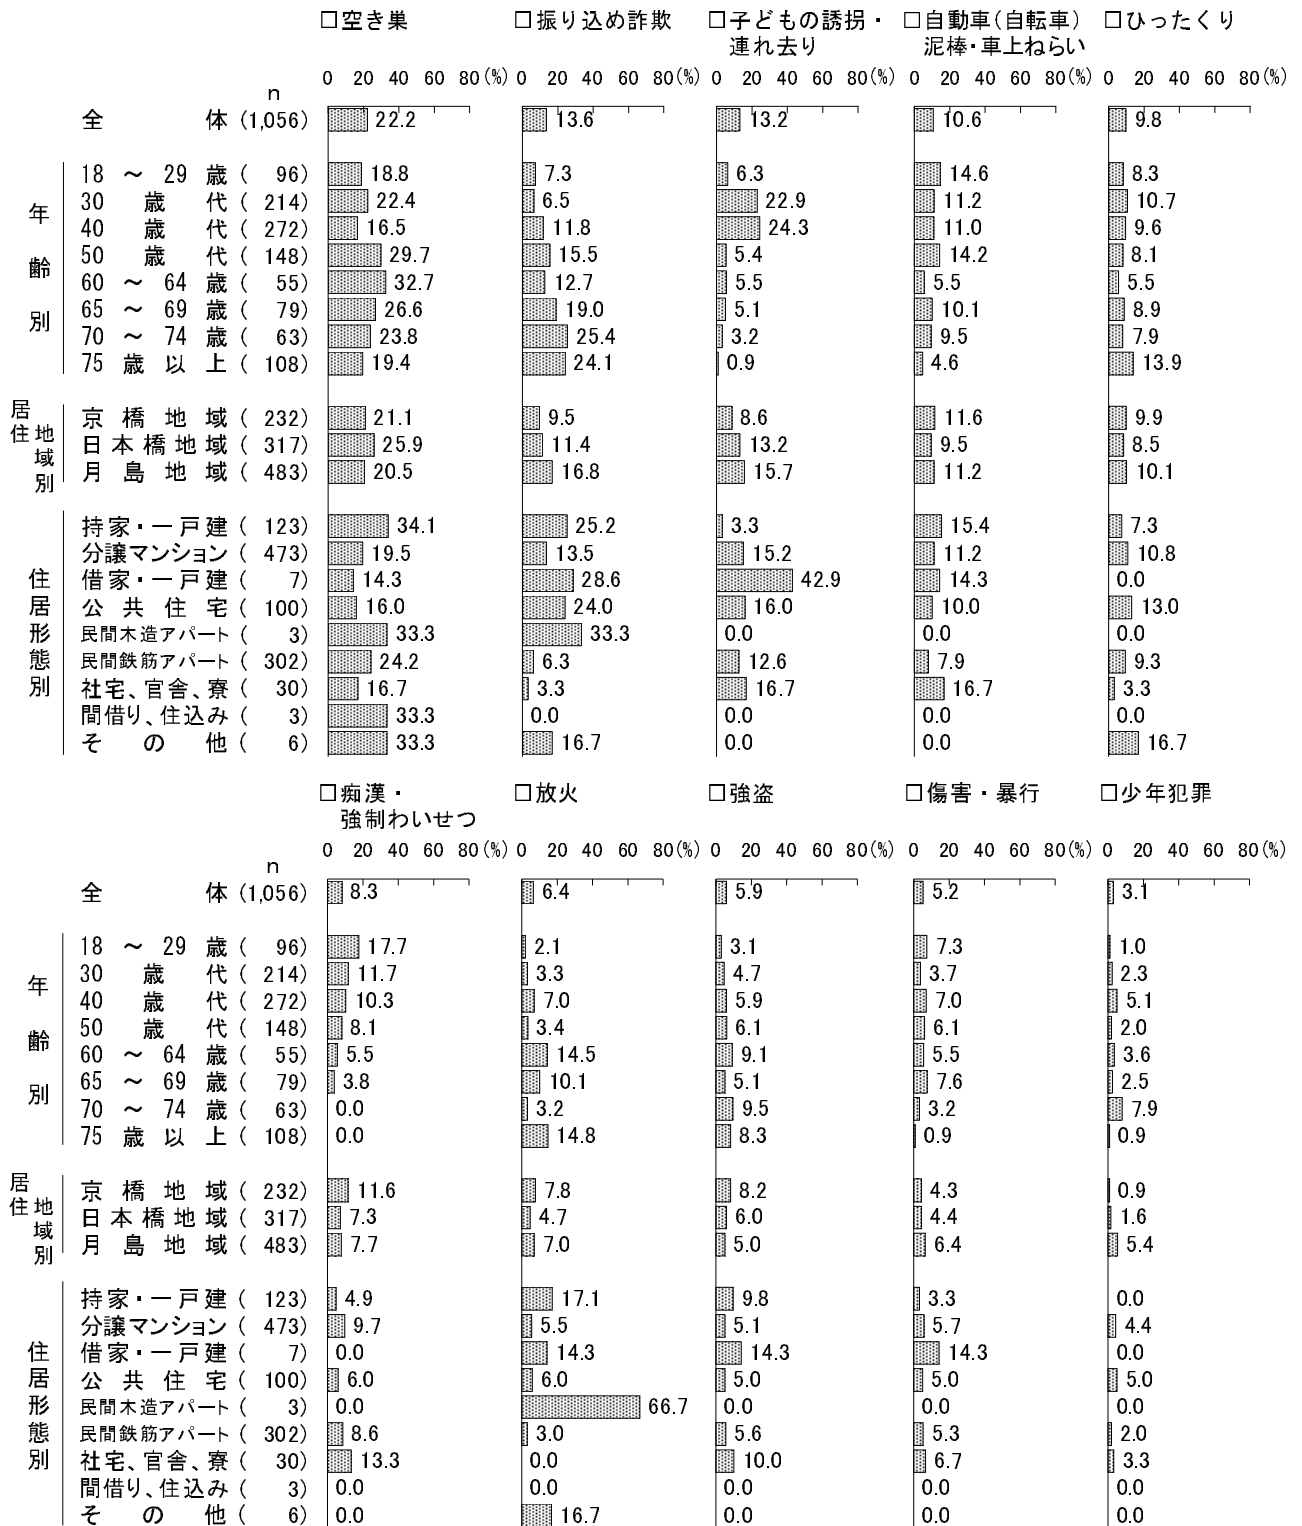 □空き巣 □振り込め詐欺 □子どもの誘拐・ □自動車(自転車) □ひったくり
連れ去り 泥棒・車上ねらい
0 20 40 60 80(%) 0 20 40 60 80(%) 0 20 40 60 80(%) 0 20 40 60 80(%) 0 20 40 60 80(%)
n
全体(1,056) 22.2 13.6 13.2 10.6 9.8
年齢別
18～29歳( 96) 18.8 7.3 6.3 14.6 8.3
30歳代( 214) 22.4 6.5 22.9 11.2 10.7
40歳代( 272) 16.5 11.8 24.3 11.0 9.6
50歳代( 148) 29.7 15.5 5.4 14.2 8.1
60～64歳( 55) 32.7 12.7 5.5 5.5 5.5
65～69歳( 79) 26.6 19.0 5.1 10.1 8.9
70～74歳( 63) 23.8 25.4 3.2 9.5 7.9
75歳以上( 108) 19.4 24.1 0.9 4.6 13.9
居住地域別
京橋地域( 232) 21.1 9.5 8.6 11.6 9.9
日本橋地域( 317) 25.9 11.4 13.2 9.5 8.5
月島地域( 483) 20.5 16.8 15.7 11.2 10.1
住居形態別
持家・一戸建( 123) 34.1 25.2 3.3 15.4 7.3
分譲マンション( 473) 19.5 13.5 15.2 11.2 10.8
借家・一戸建( 7) 14.3 28.6 42.9 14.3 0.0
公共住宅( 100) 16.0 24.0 16.0 10.0 13.0
民間木造アパート( 3) 33.3 33.3 0.0 0.0 0.0
民間鉄筋アパート( 302) 24.2 6.3 12.6 7.9 9.3
社宅、官舎、寮( 30) 16.7 3.3 16.7 16.7 3.3
間借り、住込み( 3) 33.3 0.0 0.0 0.0 0.0
その他( 6) 33.3 16.7 0.0 0.0 16.7
□痴漢・ □放火 □強盗 □傷害・暴行 □少年犯罪
強制わいせつ
0 20 40 60 80(%) 0 20 40 60 80(%) 0 20 40 60 80(%) 0 20 40 60 80(%) 0 20 40 60 80(%)
n
全体(1,056) 8.3 6.4 5.9 5.2 3.1
年齢別
18～29歳( 96) 17.7 2.1 3.1 7.3 1.0
30歳代( 214) 11.7 3.3 4.7 3.7 2.3
40歳代( 272) 10.3 7.0 5.9 7.0 5.1
50歳代( 148) 8.1 3.4 6.1 6.1 2.0
60～64歳( 55) 5.5 14.5 9.1 5.5 3.6
65～69歳( 79) 3.8 10.1 5.1 7.6 2.5
70～74歳( 63) 0.0 3.2 9.5 3.2 7.9
75歳以上( 108) 0.0 14.8 8.3 0.9 0.9
居住地域別
京橋地域( 232) 11.6 7.8 8.2 4.3 0.9
日本橋地域( 317) 7.3 4.7 6.0 4.4 1.6
月島地域( 483) 7.7 7.0 5.0 6.4 5.4
住居形態別
持家・一戸建( 123) 4.9 17.1 9.8 3.3 0.0
分譲マンション( 473) 9.7 5.5 5.1 5.7 4.4
借家・一戸建( 7) 0.0 14.3 14.3 14.3 0.0
公共住宅( 100) 6.0 6.0 5.0 5.0 5.0
民間木造アパート( 3) 0.0 66.7 0.0 0.0 0.0
民間鉄筋アパート( 302) 8.6 3.0 5.6 5.3 2.0
社宅、官舎、寮( 30) 13.3 0.0 10.0 6.7 3.3
間借り、住込み( 3) 0.0 0.0 0.0 0.0 0.0
その他( 6) 0.0 16.7 0.0 0.0 0.0